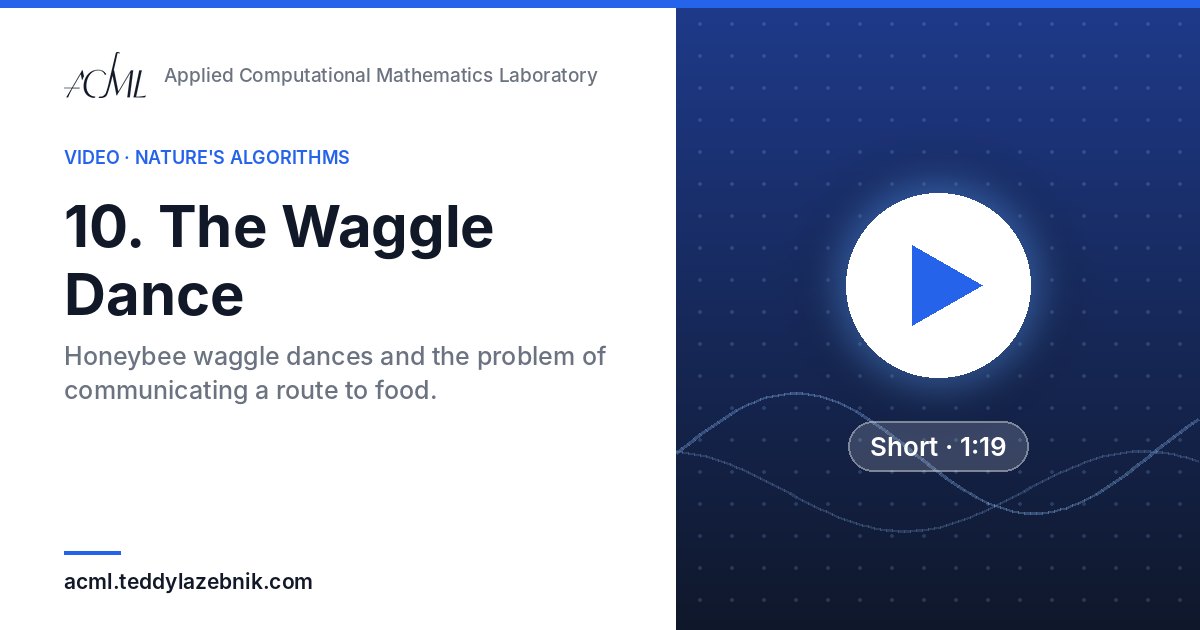 ACML
Applied Computational Mathematics Laboratory
VIDEO · NATURE'S ALGORITHMS
10. The Waggle
Dance
Honeybee waggle dances and the problem of
communicating a route to food.
Short · 1:19
acml.teddylazebnik.com